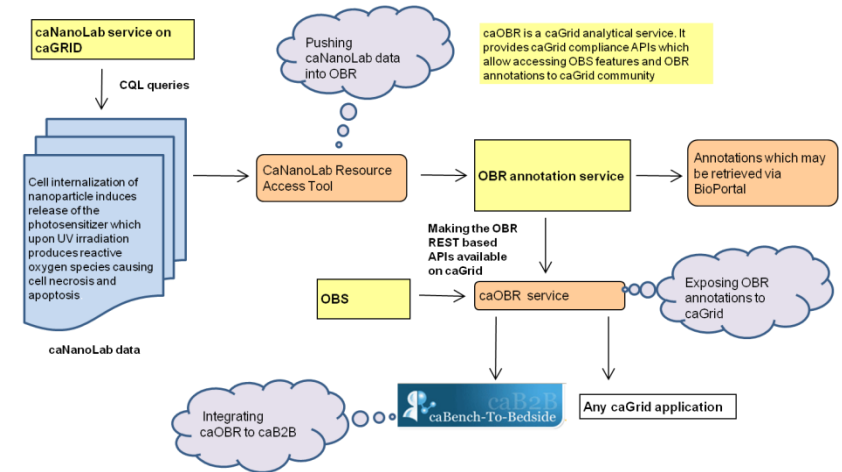 caNanoLab service on
caGRID
CQL queries
Pushing
caNanoLab data
into OBR
caOBR is a caGrid analytical service. It
provides caGrid compliance APIs which
allow accessing OBS features and OBR
annotations to caGrid community
Cell internalization of
nanoparticle induces
release of the
photosensitizer which
upon UV irradiation
produces reactive
oxygen species causing
cell necrosis and
apoptosis
caNanoLab data
CaNanoLab Resource
Access Tool
OBR annotation service
Annotations which may
be retrieved via
BioPortal
Making the OBR
REST based
APIs available
on caGrid
OBS
caOBR service
Exposing OBR
annotations to
caGrid
Integrating
caOBR to caB2B
caB2B
caBench-To-Bedside
Any caGrid application